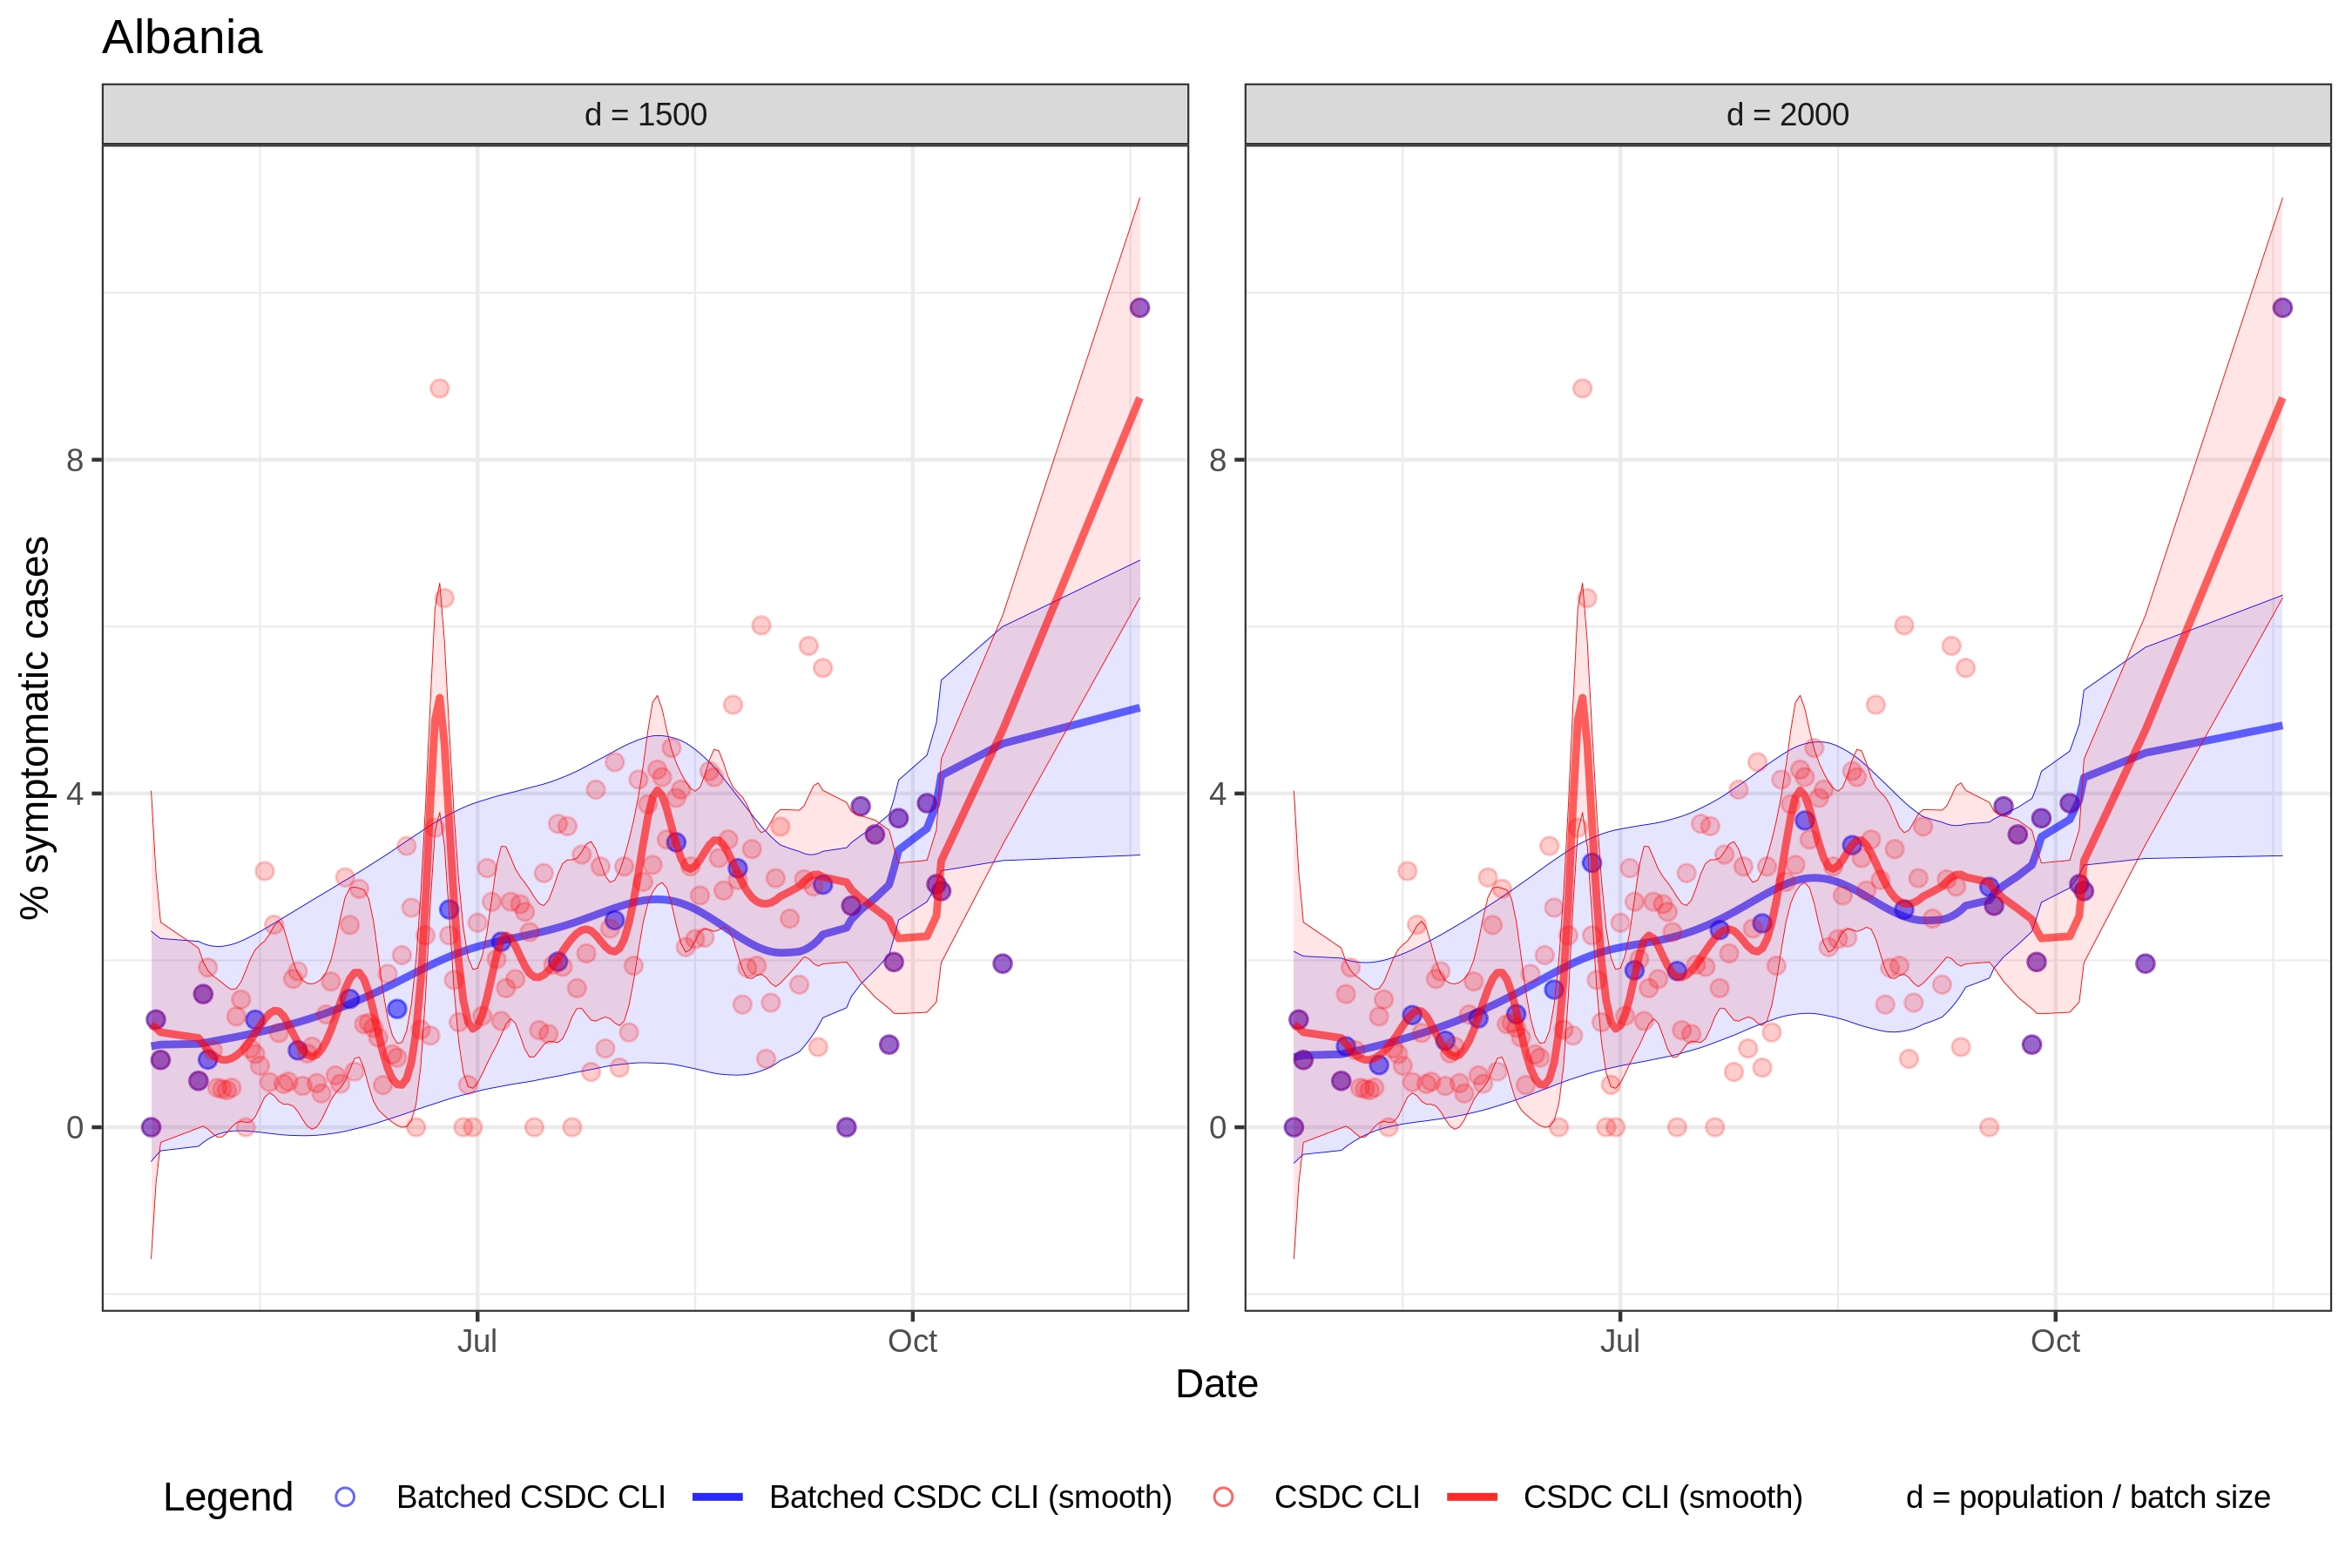 Albania
d = 1500
d = 2000
% symptomatic cases
8
4
0
8
4
0
Jul
Oct
Jul
Oct
Date
Legend
Batched CSDC CLI
Batched CSDC CLI (smooth)
CSDC CLI
CSDC CLI (smooth)
d = population / batch size